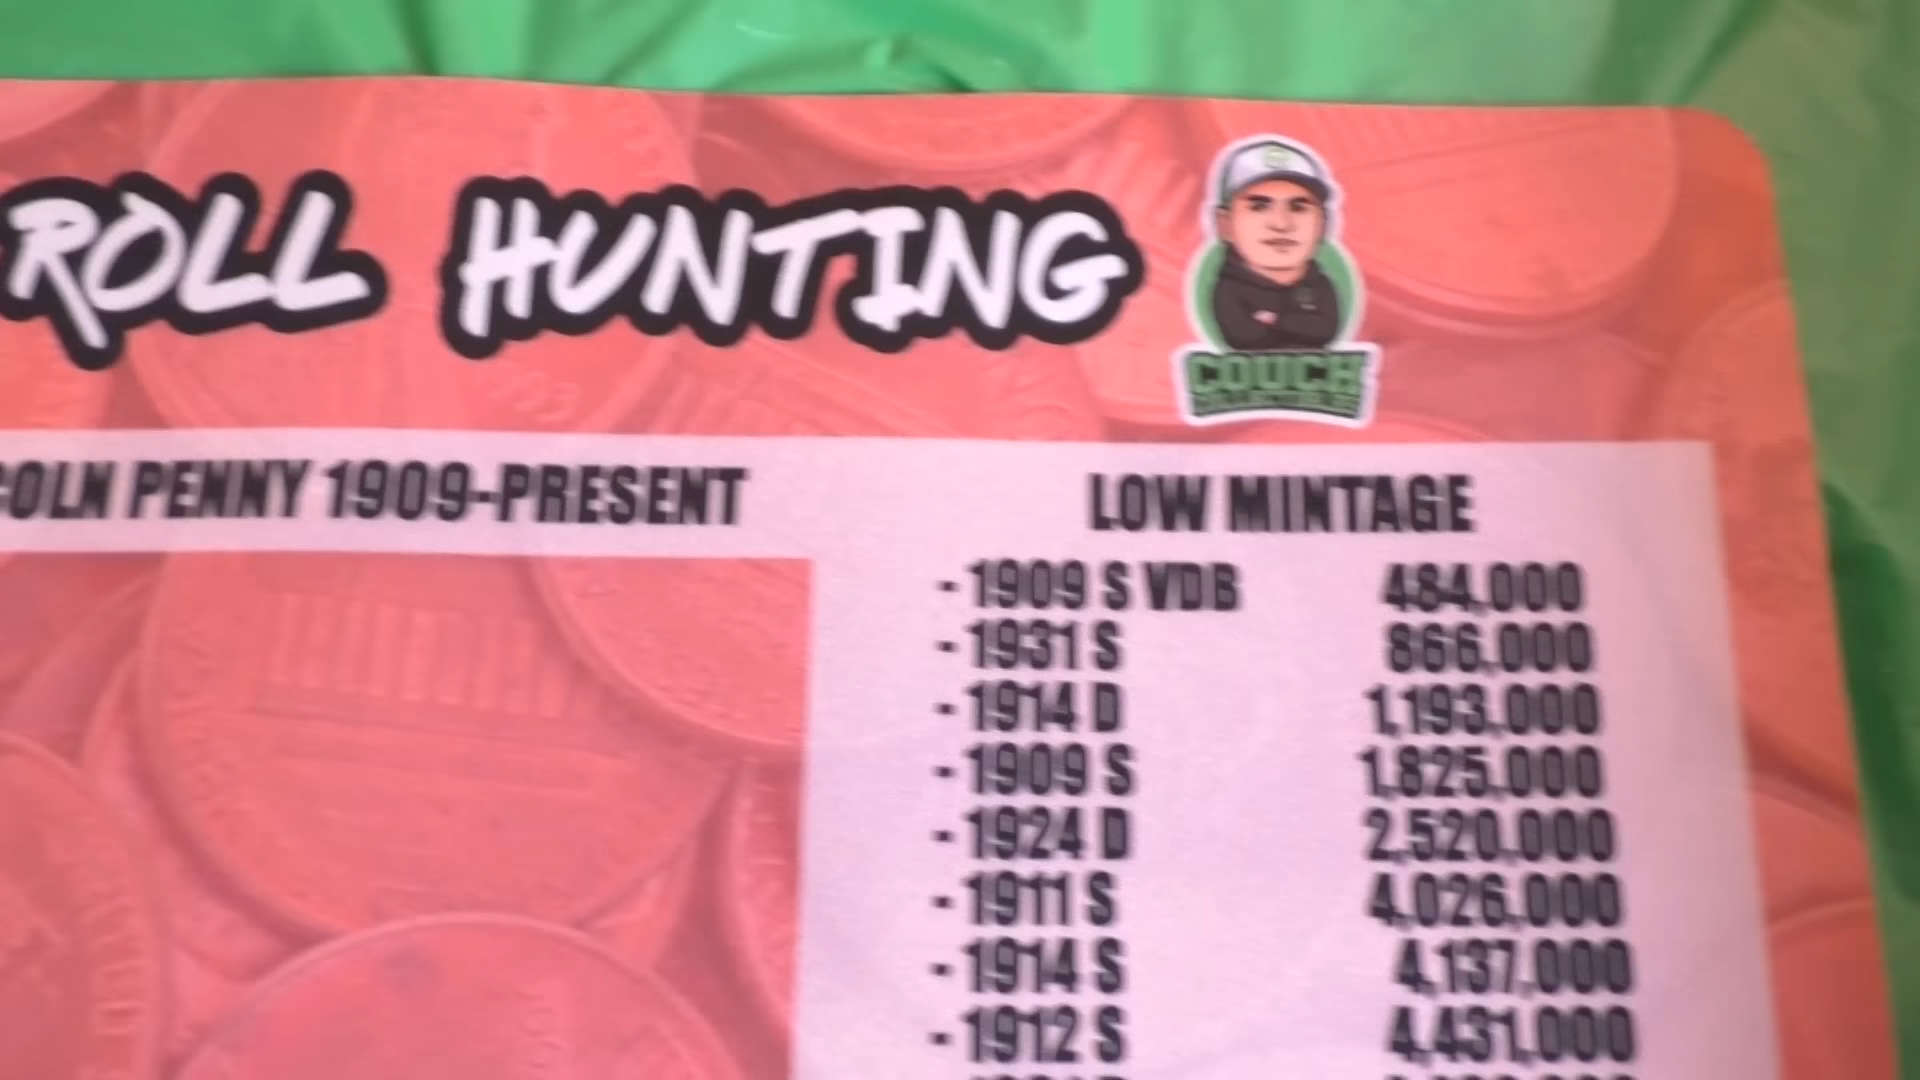 ROLL HUNTING
COUCH
COLN PENNY 1909-PRESENT
LOW MINTAGE
- 1909 S VDB 484,000
- 1931 S 866,000
- 1914 D 1,193,000
- 1909 S 1,825,000
- 1924 D 2,520,000
- 1911 S 4,026,000
- 1914 S 4,137,000
- 1912 S 4,431,000